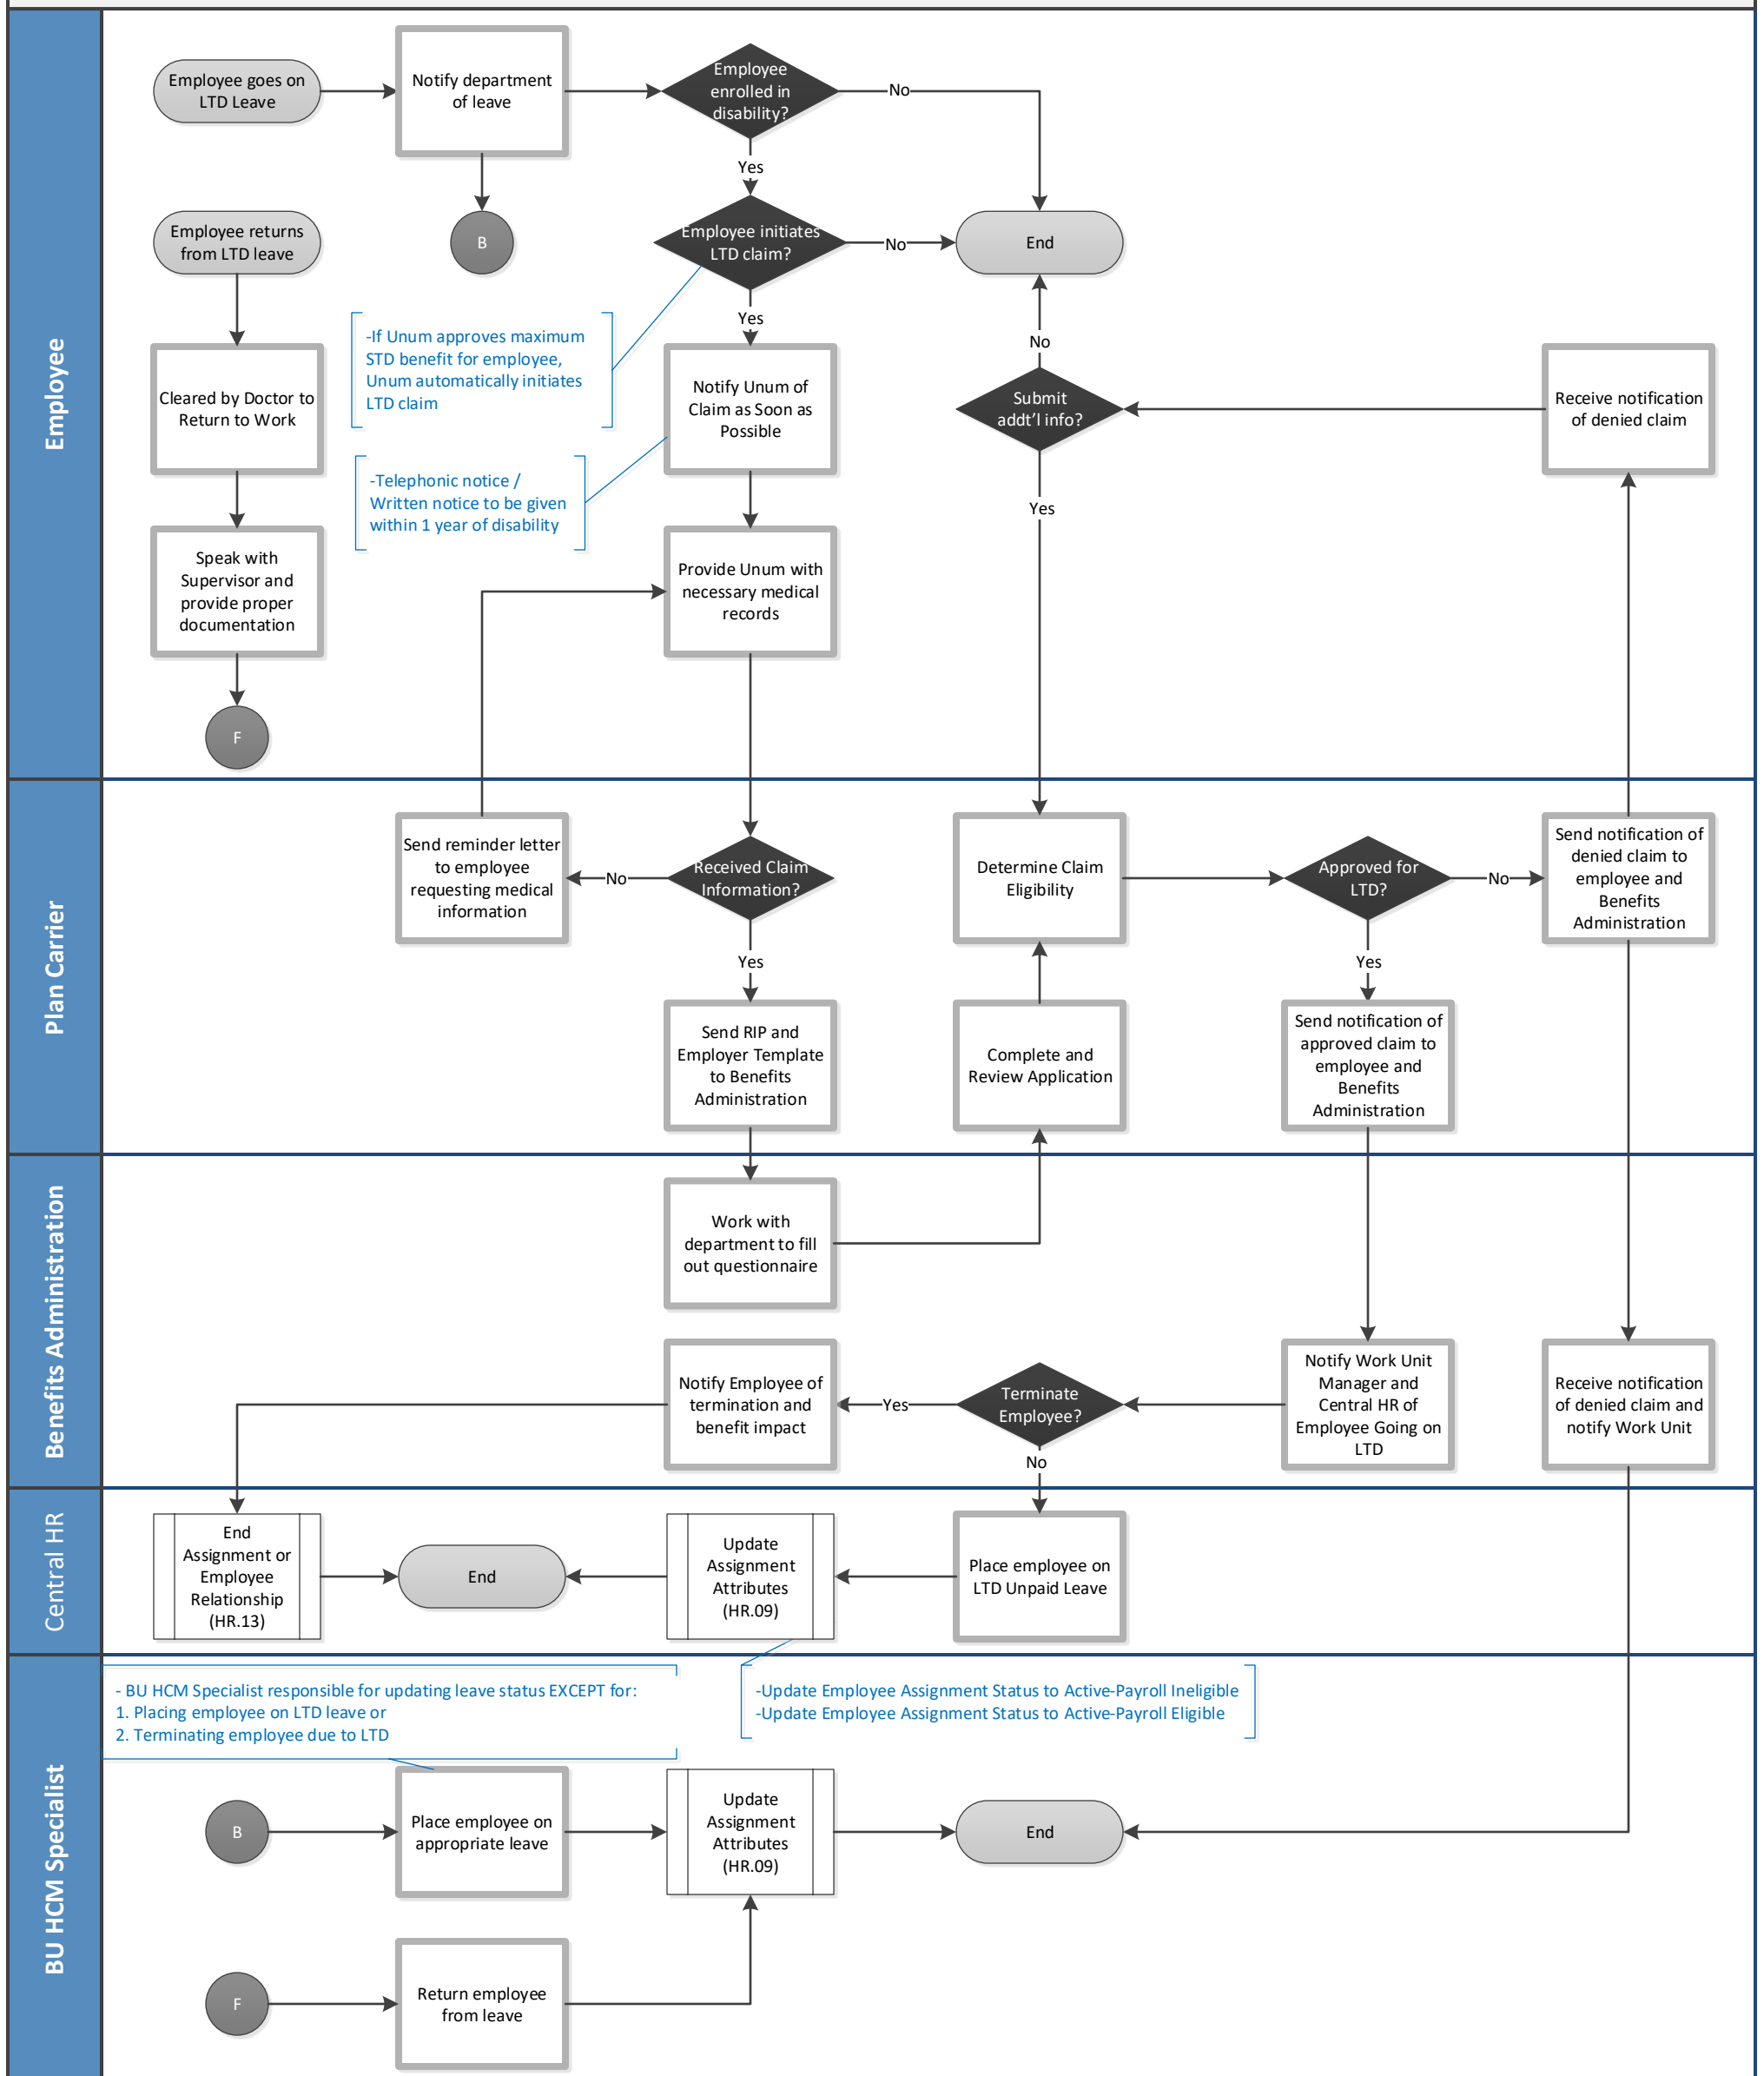 Employee
Employee goes on
LTD Leave
Notify department
of leave
Employee
enrolled in
disability?
No
Yes
Employee returns
from LTD leave
B
Employee initiates
LTD claim?
No
End
Yes
-If Unum approves maximum
STD benefit for employee,
Unum automatically initiates
LTD claim
No
Cleared by Doctor to
Return to Work
Notify Unum of
Claim as Soon as
Possible
Submit
addt'l info?
Receive notification
of denied claim
-Telephonic notice /
Written notice to be given
within 1 year of disability
Yes
Speak with
Supervisor and
provide proper
documentation
Provide Unum with
necessary medical
records
F
Plan Carrier
Send reminder letter
to employee
requesting medical
information
No
Received Claim
Information?
Determine Claim
Eligibility
Approved for
LTD?
No
Send notification of
denied claim to
employee and
Benefits
Administration
Yes
Yes
Send RIP and
Employer Template
to Benefits
Administration
Complete and
Review Application
Send notification of
approved claim to
employee and
Benefits
Administration
Benefits Administration
Work with
department to fill
out questionnaire
Notify Employee of
termination and
benefit impact
Yes
Terminate
Employee?
Notify Work Unit
Manager and
Central HR of
Employee Going on
LTD
Receive notification
of denied claim and
notify Work Unit
No
Central HR
End
Assignment or
Employee
Relationship
(HR.13)
End
Update
Assignment
Attributes
(HR.09)
Place employee on
LTD Unpaid Leave
BU HCM Specialist
- BU HCM Specialist responsible for updating leave status EXCEPT for:
1. Placing employee on LTD leave or
2. Terminating employee due to LTD
-Update Employee Assignment Status to Active-Payroll Ineligible
-Update Employee Assignment Status to Active-Payroll Eligible
B
Place employee on
appropriate leave
Update
Assignment
Attributes
(HR.09)
End
F
Return employee
from leave